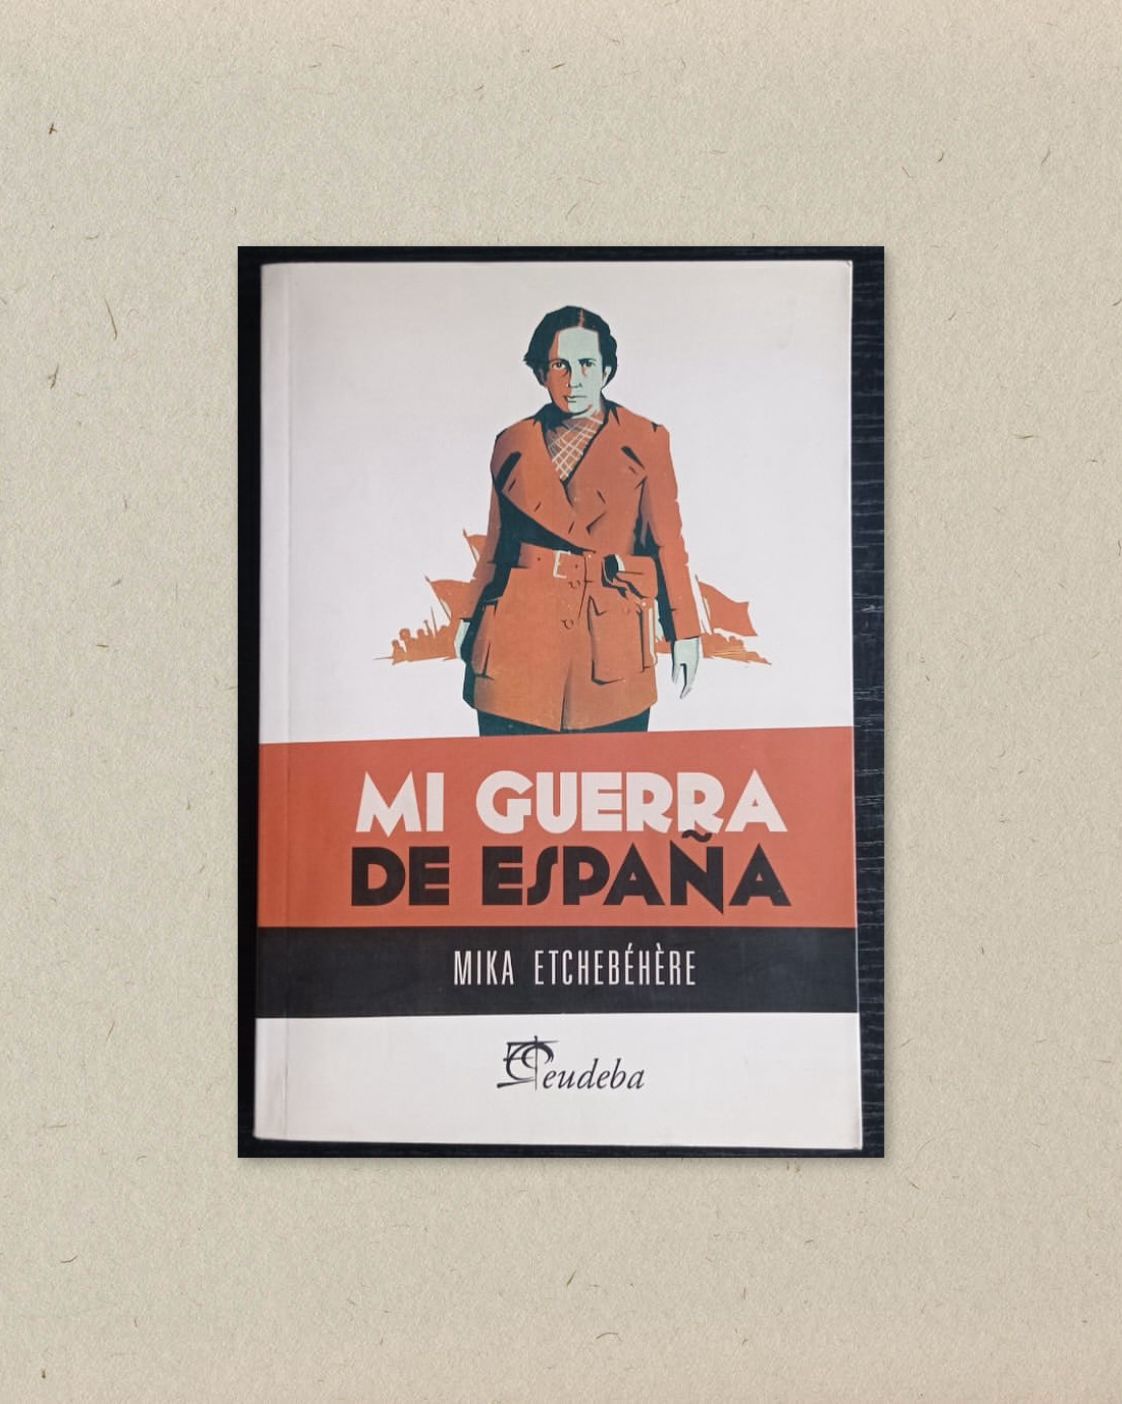 MI GUERRA
DE ESPAÑA
MIKA ETCHEBÉHÈRE
eudeba